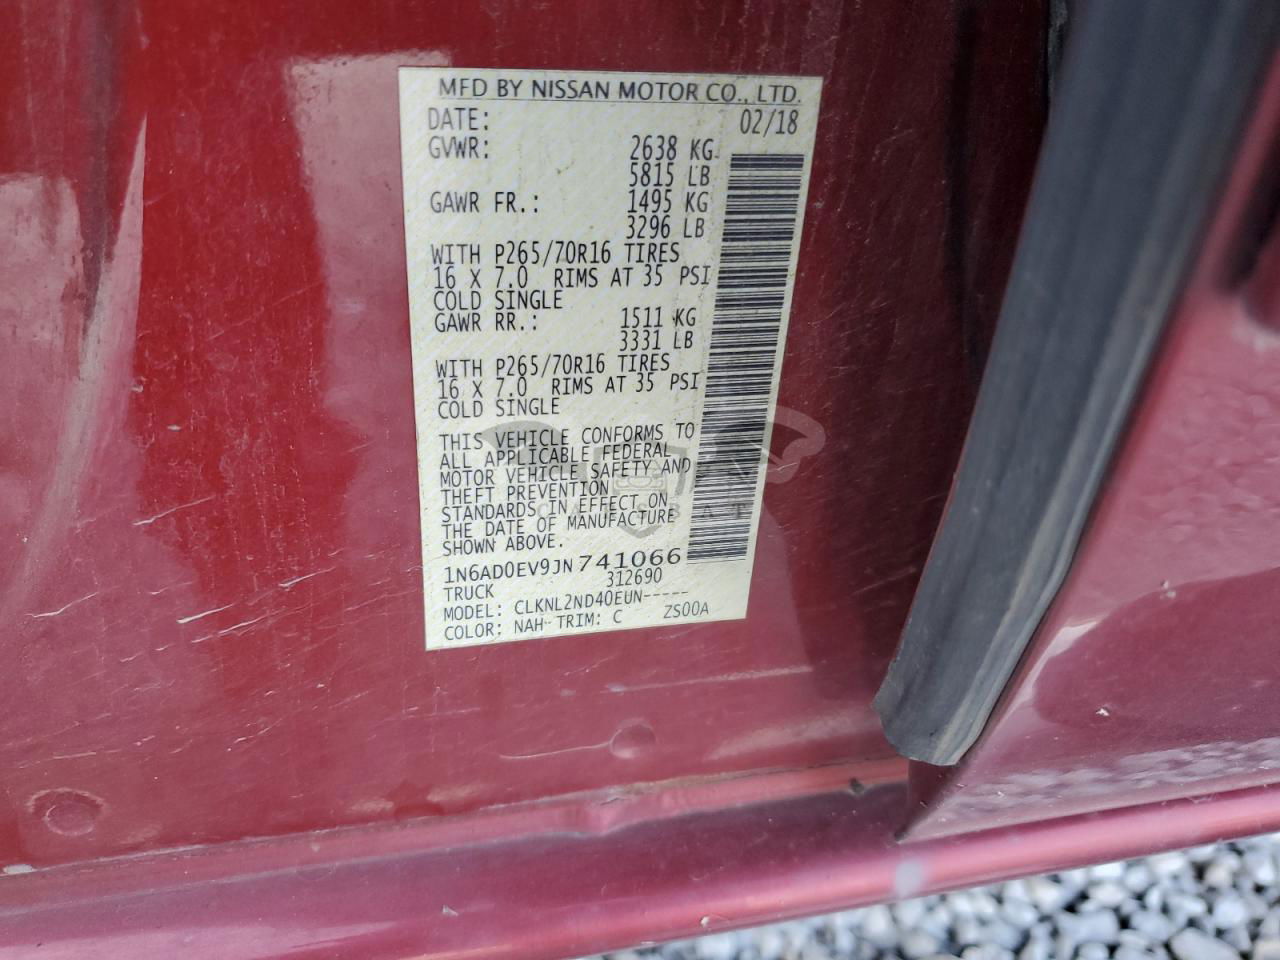 MFD BY NISSAN MOTOR CO., LTD.
DATE: 02/18
GVWR: 2638 KG
5815 LB
GAWR FR.: 1495 KG
3296 LB
WITH P265/70R16 TIRES
16 X 7.0 RIMS AT 35 PSI
COLD SINGLE
GAWR RR.: 1511 KG
3331 LB
WITH P265/70R16 TIRES
16 X 7.0 RIMS AT 35 PSI
COLD SINGLE
THIS VEHICLE CONFORMS TO
ALL APPLICABLE FEDERAL
MOTOR VEHICLE SAFETY AND
THEFT PREVENTION
STANDARDS IN EFFECT ON
THE DATE OF MANUFACTURE
SHOWN ABOVE.
1N6AD0EV9JN741066
312690
TRUCK
MODEL: CLKNL2ND40EUN-----
COLOR: NAH TRIM: C ZS00A